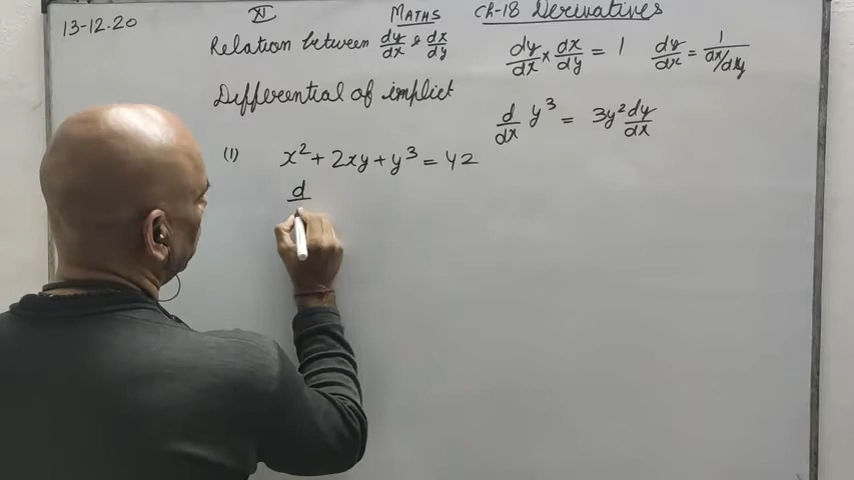 13-12-20
XI
MATHS
Ch-18 Derivatives
Relation between dy/dx & dx/dy
dy/dx × dx/dy = 1 dy/dx = 1/dx/dy
Differential of implict
d/dx y³ = 3y² dy/dx
(1) x² + 2xy + y³ = 42
d